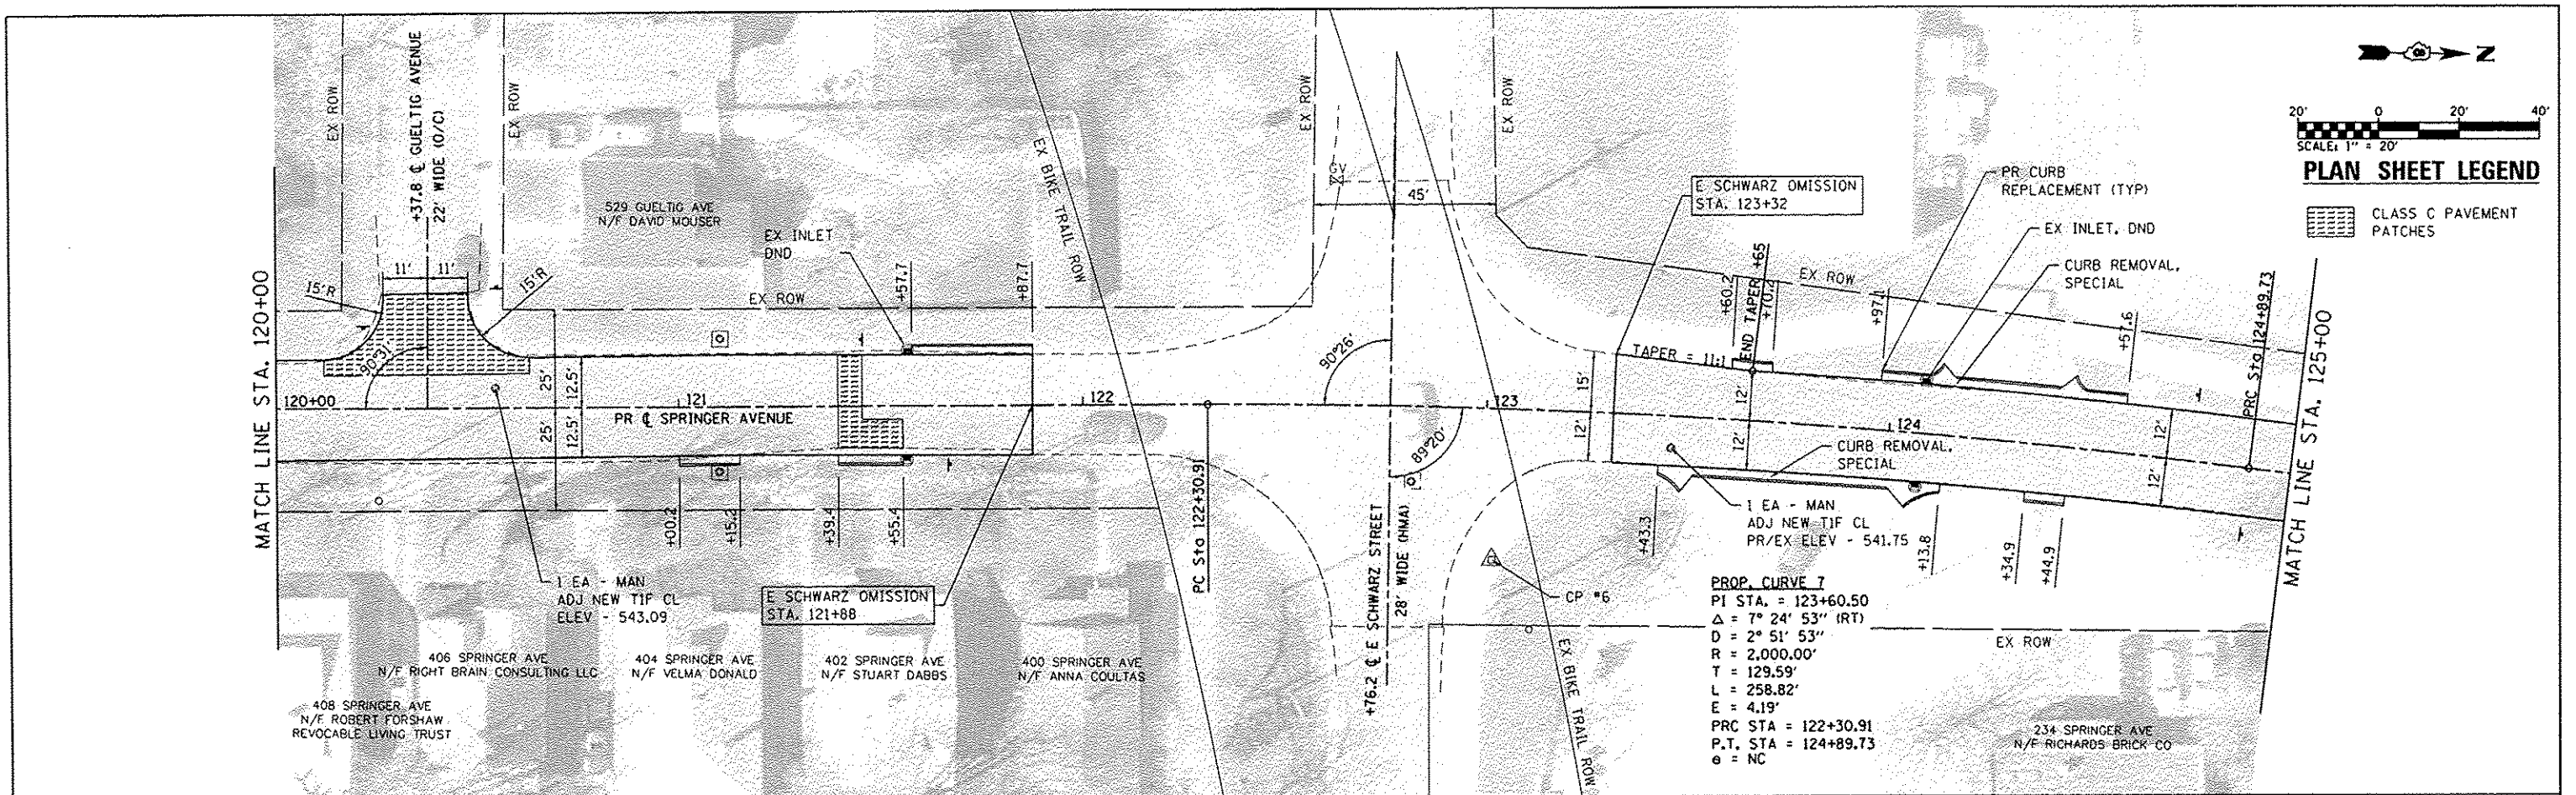 EX ROW
+37.8 ℄ GUELTIG AVENUE
22' WIDE (O/C)
EX ROW
11'
11'
15'R
15'R
90°31'
MATCH LINE STA. 120+00
120+00
529 GUELTIG AVE
N/F DAVID MOUSER
EX INLET
DND
EX ROW
+57.7
+87.7
25'
12.5'
25'
12.5'
121
PR ℄ SPRINGER AVENUE
122
+00.2
+15.2
+39.4
+55.4
1 EA - MAN
ADJ NEW T1F CL
ELEV - 543.09
E SCHWARZ OMISSION
STA. 121+88
406 SPRINGER AVE
N/F RIGHT BRAIN CONSULTING LLC
404 SPRINGER AVE
N/F VELMA DONALD
402 SPRINGER AVE
N/F STUART DABBS
400 SPRINGER AVE
N/F ANNA COULTAS
408 SPRINGER AVE
N/F ROBERT FORSHAW
REVOCABLE LIVING TRUST
EX BIKE TRAIL ROW
PC Sta 122+30.91
EX ROW
GV
45'
EX ROW
90°26'
89°20'
123
+76.2 ℄ E SCHWARZ STREET
28' WIDE (HMA)
CP #6
EX BIKE TRAIL ROW
E SCHWARZ OMISSION
STA. 123+32
15'
12'
TAPER = 11:1
+60.2
END TAPER +65
+70.2
12'
12'
EX ROW
+97.1
+57.6
PR CURB
REPLACEMENT (TYP)
EX INLET, DND
CURB REMOVAL,
SPECIAL
124
CURB REMOVAL,
SPECIAL
12'
12'
+43.3
+13.8
+34.9
+44.9
1 EA - MAN
ADJ NEW T1F CL
PR/EX ELEV - 541.75
PROP. CURVE 7
PI STA. = 123+60.50
Δ = 7° 24' 53" (RT)
D = 2° 51' 53"
R = 2,000.00'
T = 129.59'
L = 258.82'
E = 4.19'
PRC STA = 122+30.91
P.T. STA = 124+89.73
e = NC
EX ROW
234 SPRINGER AVE
N/F RICHARDS BRICK CO
PRC Sta 124+89.73
MATCH LINE STA. 125+00
N
20' 0 20' 40'
SCALE: 1" = 20'
PLAN SHEET LEGEND
CLASS C PAVEMENT
PATCHES